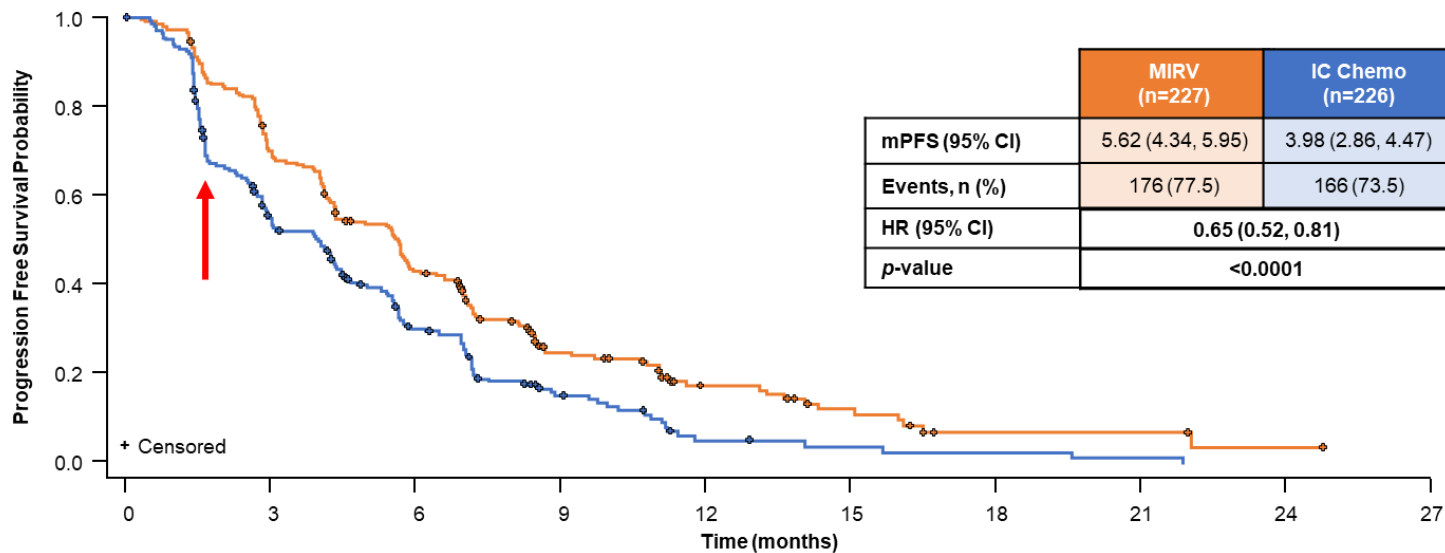 Progression Free Survival Probability
1.0
0.8
0.6
0.4
0.2
0.0
+ Censored
0 3 6 9 12 15 18 21 24 27
Time (months)
MIRV
(n=227)
IC Chemo
(n=226)
mPFS (95% CI) 5.62 (4.34, 5.95) 3.98 (2.86, 4.47)
Events, n (%) 176 (77.5) 166 (73.5)
HR (95% CI) 0.65 (0.52, 0.81)
p-value <0.0001